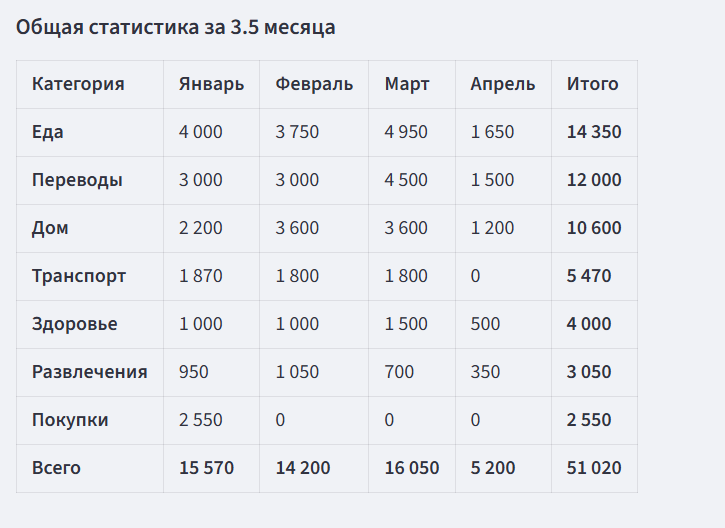 Общая статистика за 3.5 месяца
Категория Январь Февраль Март Апрель Итого
Еда 4 000 3 750 4 950 1 650 14 350
Переводы 3 000 3 000 4 500 1 500 12 000
Дом 2 200 3 600 3 600 1 200 10 600
Транспорт 1 870 1 800 1 800 0 5 470
Здоровье 1 000 1 000 1 500 500 4 000
Развлечения 950 1 050 700 350 3 050
Покупки 2 550 0 0 0 2 550
Всего 15 570 14 200 16 050 5 200 51 020